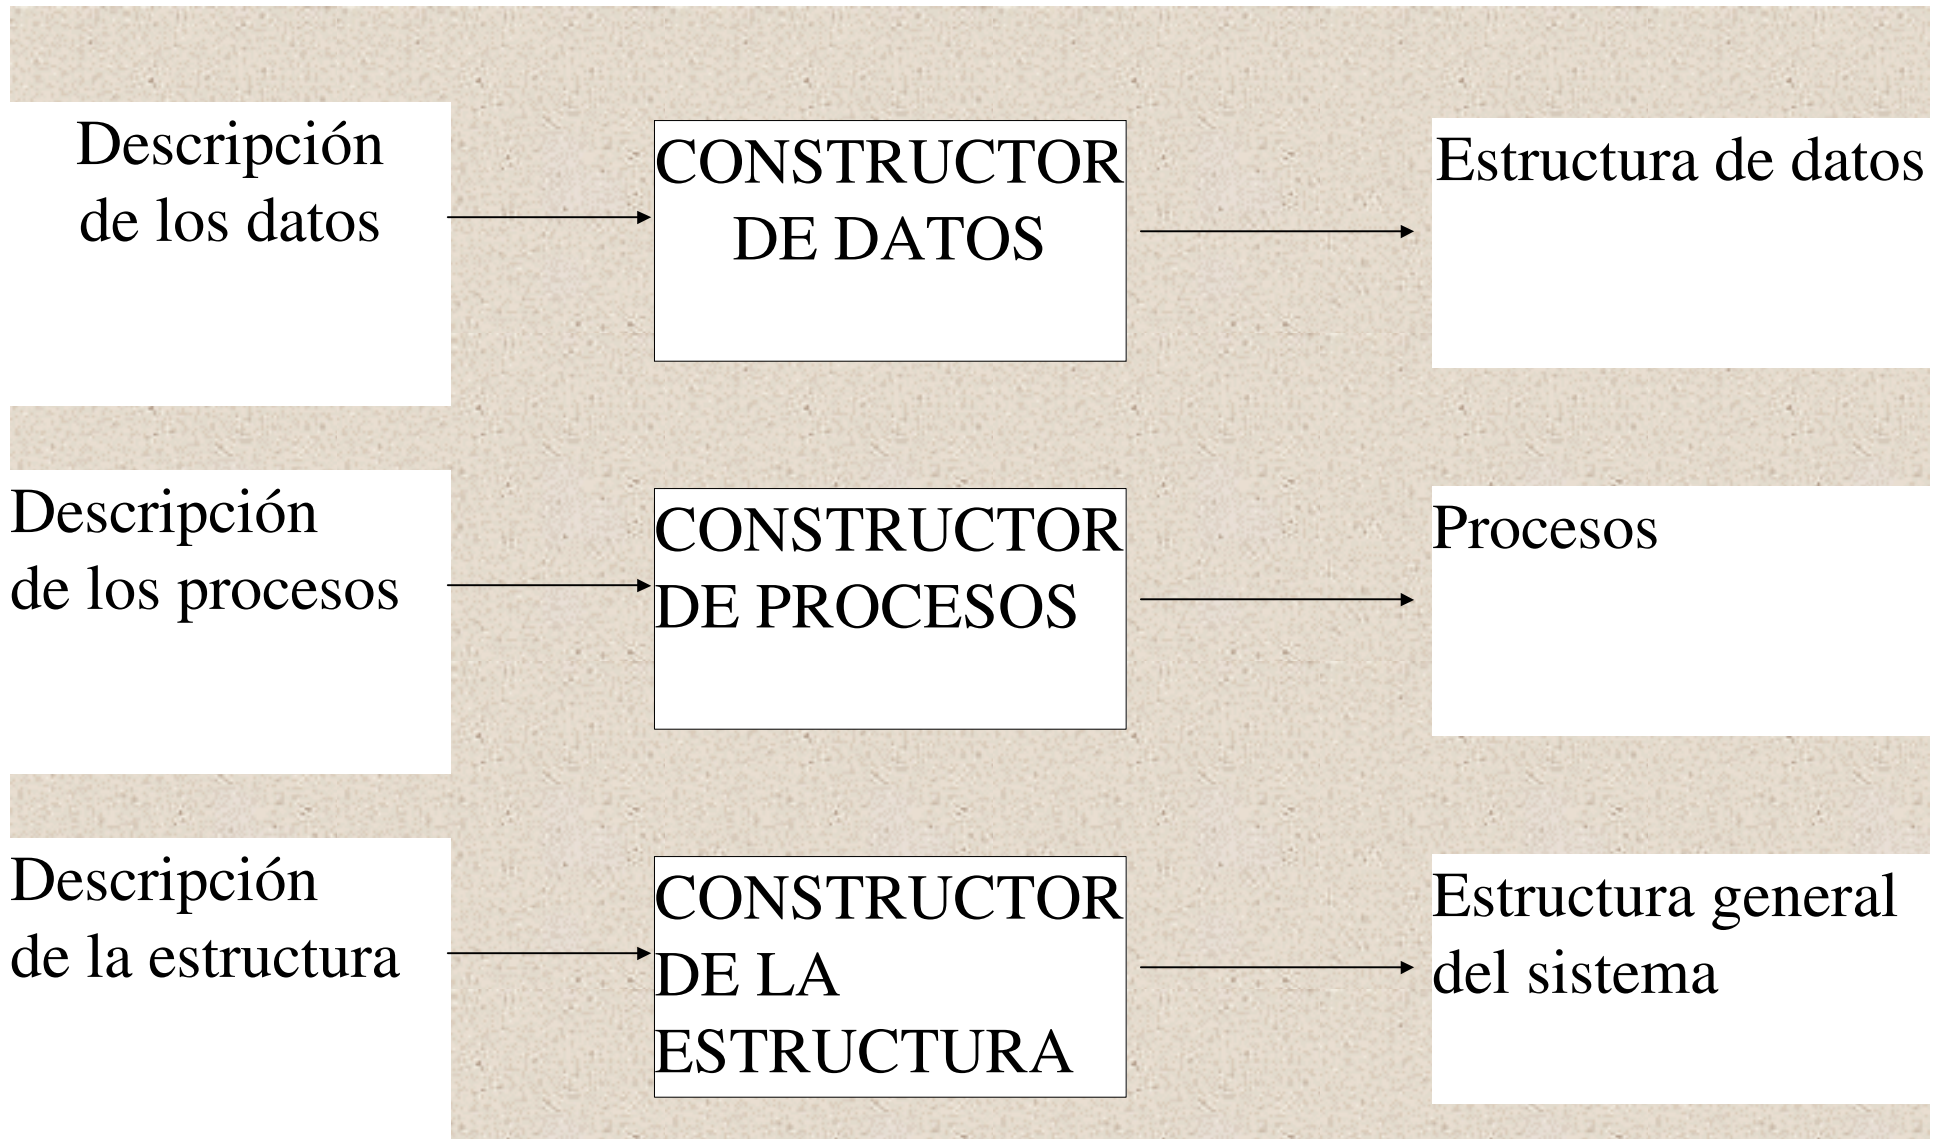 Descripción
de los datos
CONSTRUCTOR
DE DATOS
Estructura de datos
Descripción
de los procesos
CONSTRUCTOR
DE PROCESOS
Procesos
Descripción
de la estructura
CONSTRUCTOR
DE LA
ESTRUCTURA
Estructura general
del sistema